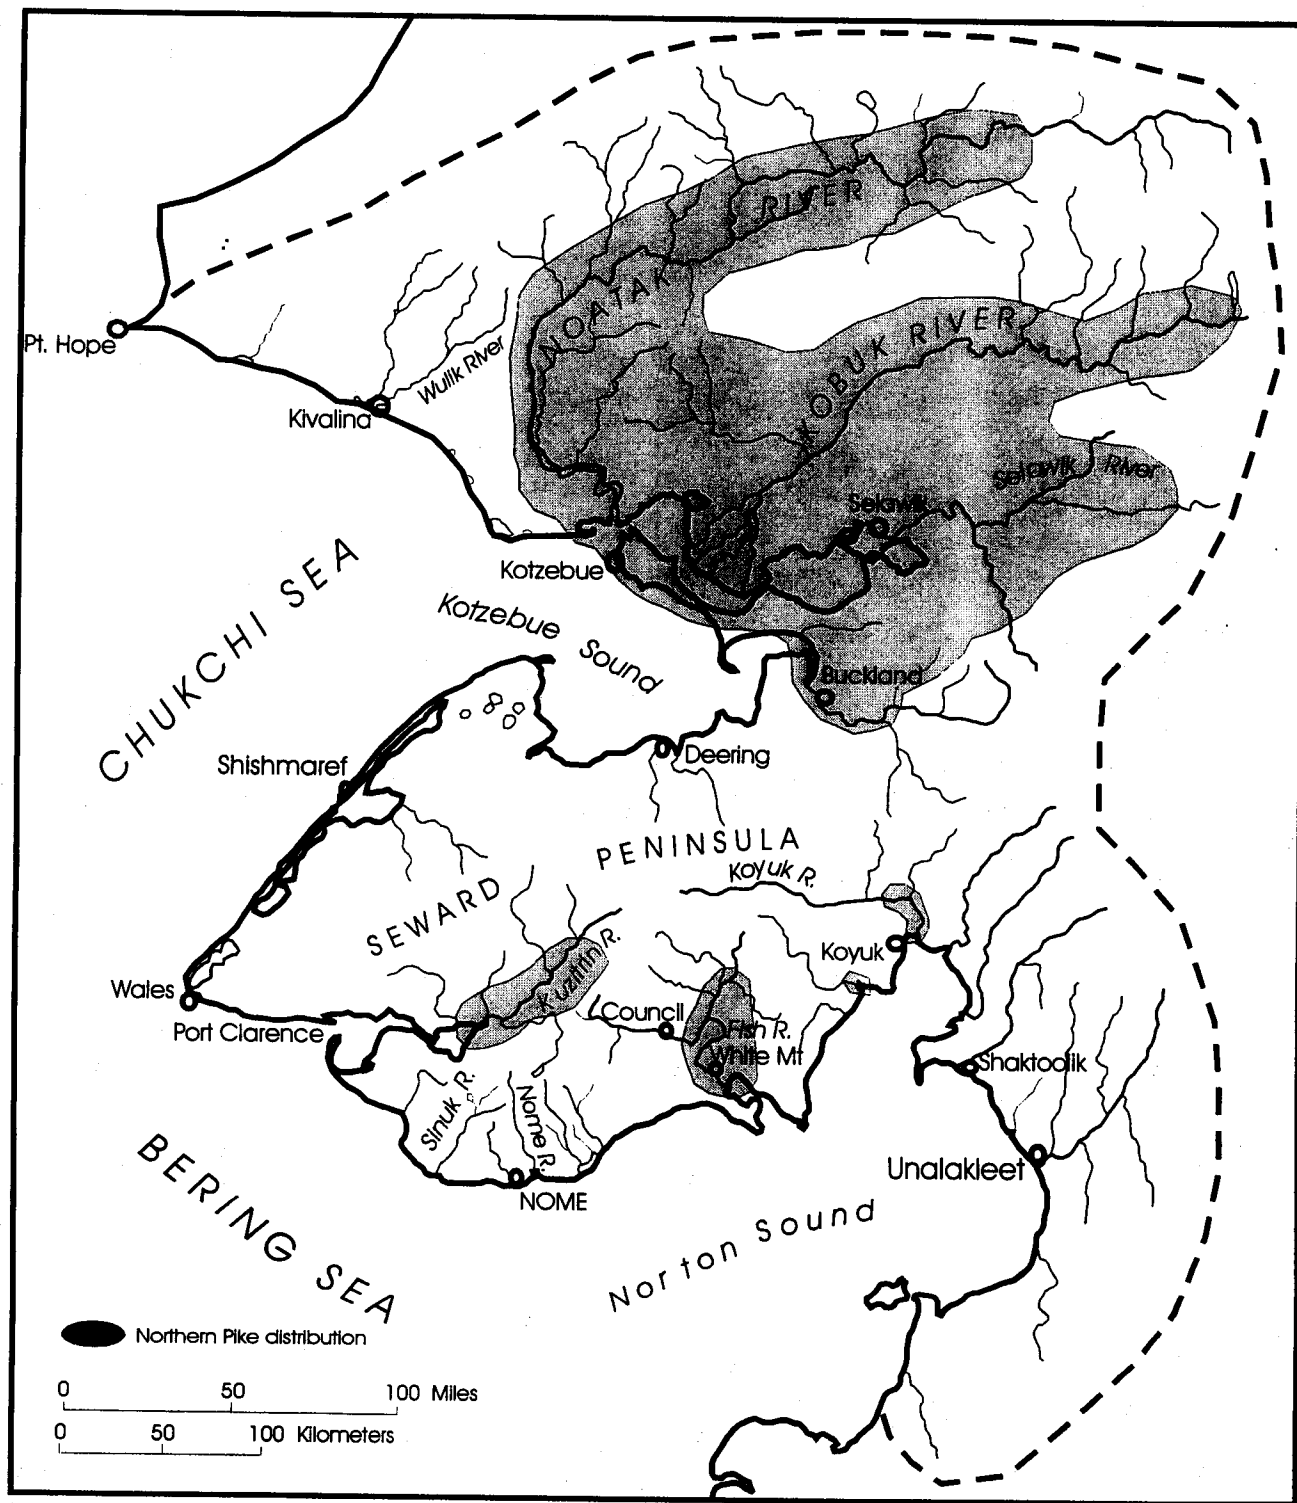 RIVER
NOATAK
KOBUK RIVER
Pt. Hope
Wulik River
Kivalina
Selawik River
Selawik
Kotzebue
CHUKCHI SEA
Kotzebue Sound
Buckland
Shishmaref
Deering
PENINSULA
Koyuk R.
SEWARD
Koyuk
Kuzitrin R.
Wales
Council
Port Clarence
Fish R.
White Mt
Shaktoolik
Sinuk R.
Nome R.
Unalakleet
NOME
BERING SEA
Norton Sound
Northern Pike distribution
0 50 100 Miles
0 50 100 Kilometers